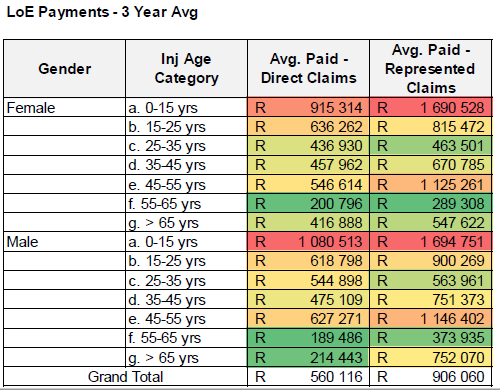 LoE Payments - 3 Year Avg
Gender Inj Age Category Avg. Paid - Direct Claims Avg. Paid - Represented Claims
Female a. 0-15 yrs R 915 314 R 1 690 528
b. 15-25 yrs R 636 262 R 815 472
c. 25-35 yrs R 436 930 R 463 501
d. 35-45 yrs R 457 962 R 670 785
e. 45-55 yrs R 546 614 R 1 125 261
f. 55-65 yrs R 200 796 R 289 308
g. > 65 yrs R 416 888 R 547 622
Male a. 0-15 yrs R 1 080 513 R 1 694 751
b. 15-25 yrs R 618 798 R 900 269
c. 25-35 yrs R 544 898 R 563 961
d. 35-45 yrs R 475 109 R 751 373
e. 45-55 yrs R 627 271 R 1 146 402
f. 55-65 yrs R 189 486 R 373 935
g. > 65 yrs R 214 443 R 752 070
Grand Total R 560 116 R 906 060